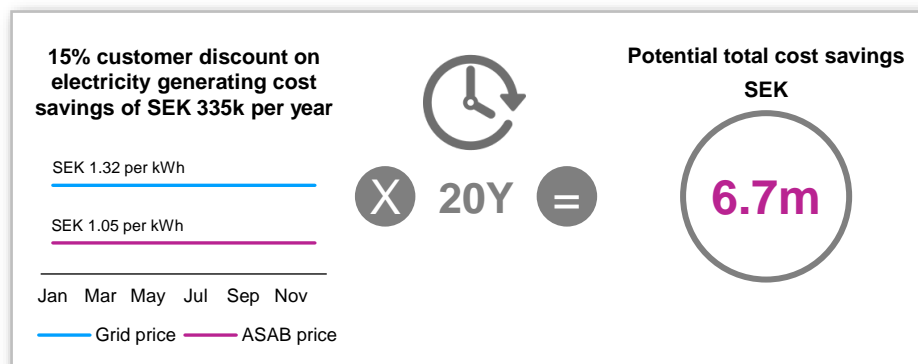 15% customer discount on
electricity generating cost
savings of SEK 335k per year
SEK 1.32 per kWh
SEK 1.05 per kWh
Jan Mar May Jul Sep Nov
Grid price ASAB price
X 20Y =
Potential total cost savings
SEK
6.7m